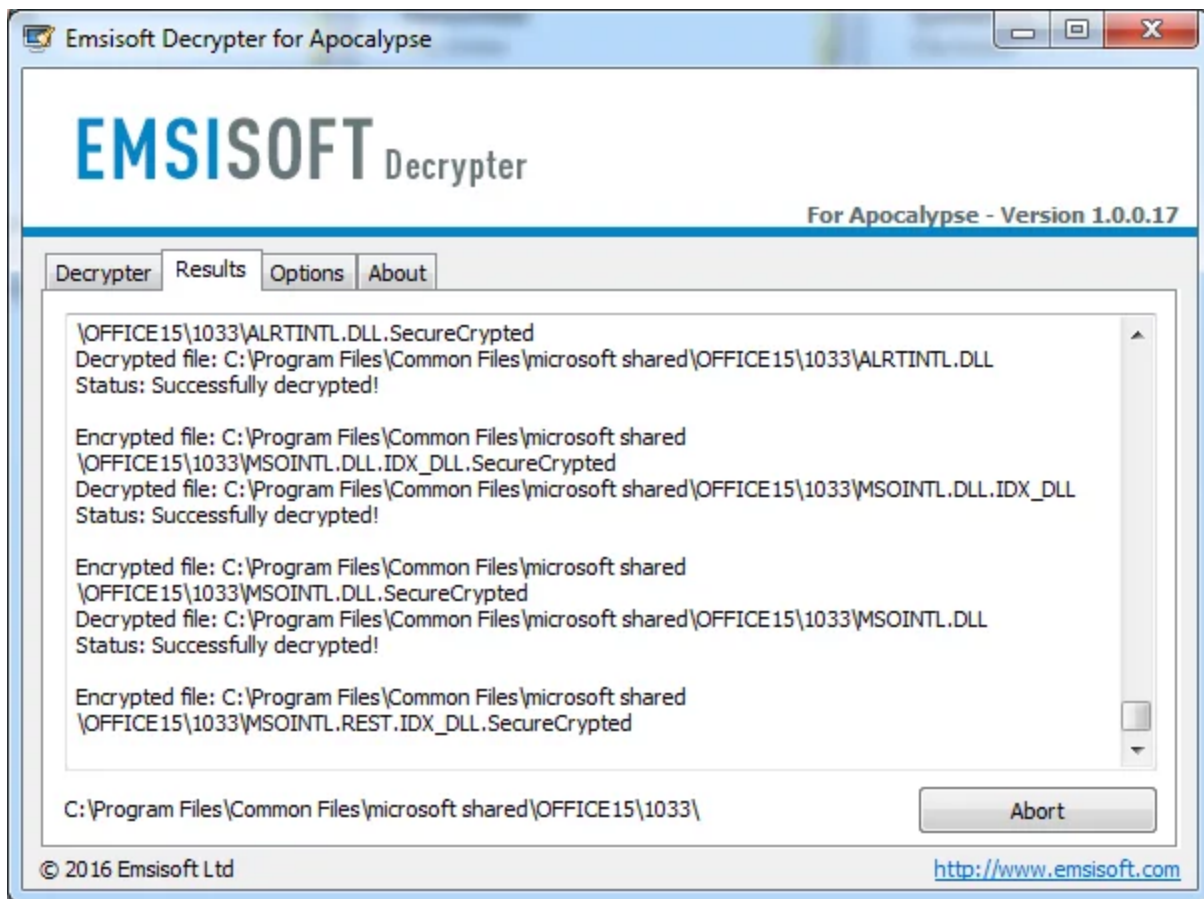 Emsisoft Decrypter for Apocalypse
EMSISOFT Decrypter
For Apocalypse - Version 1.0.0.17
Decrypter Results Options About
\OFFICE15\1033\ALRTINTL.DLL.SecureCrypted
Decrypted file: C:\Program Files\Common Files\microsoft shared\OFFICE15\1033\ALRTINTL.DLL
Status: Successfully decrypted!
Encrypted file: C:\Program Files\Common Files\microsoft shared
\OFFICE15\1033\MSOINTL.DLL.IDX_DLL.SecureCrypted
Decrypted file: C:\Program Files\Common Files\microsoft shared\OFFICE15\1033\MSOINTL.DLL.IDX_DLL
Status: Successfully decrypted!
Encrypted file: C:\Program Files\Common Files\microsoft shared
\OFFICE15\1033\MSOINTL.DLL.SecureCrypted
Decrypted file: C:\Program Files\Common Files\microsoft shared\OFFICE15\1033\MSOINTL.DLL
Status: Successfully decrypted!
Encrypted file: C:\Program Files\Common Files\microsoft shared
\OFFICE15\1033\MSOINTL.REST.IDX_DLL.SecureCrypted
C:\Program Files\Common Files\microsoft shared\OFFICE15\1033\
Abort
© 2016 Emsisoft Ltd
http://www.emsisoft.com